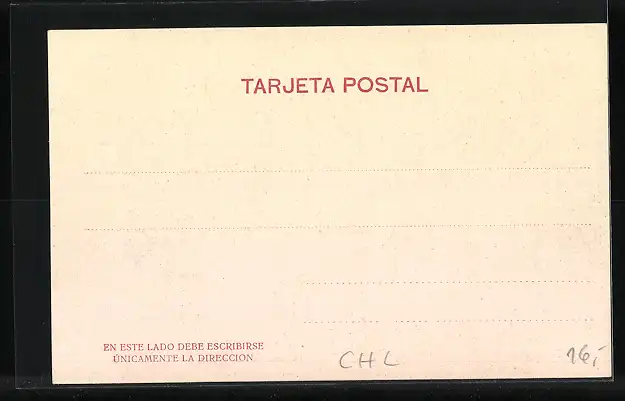 TARJETA POSTAL
EN ESTE LADO DEBE ESCRIBIRSE
ÚNICAMENTE LA DIRECCION
CHL 16,-